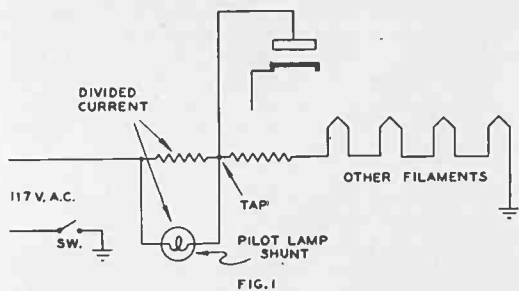 DIVIDED
CURRENT
117 V. A.C.
SW.
TAP
OTHER FILAMENTS
PILOT LAMP
SHUNT
FIG. 1